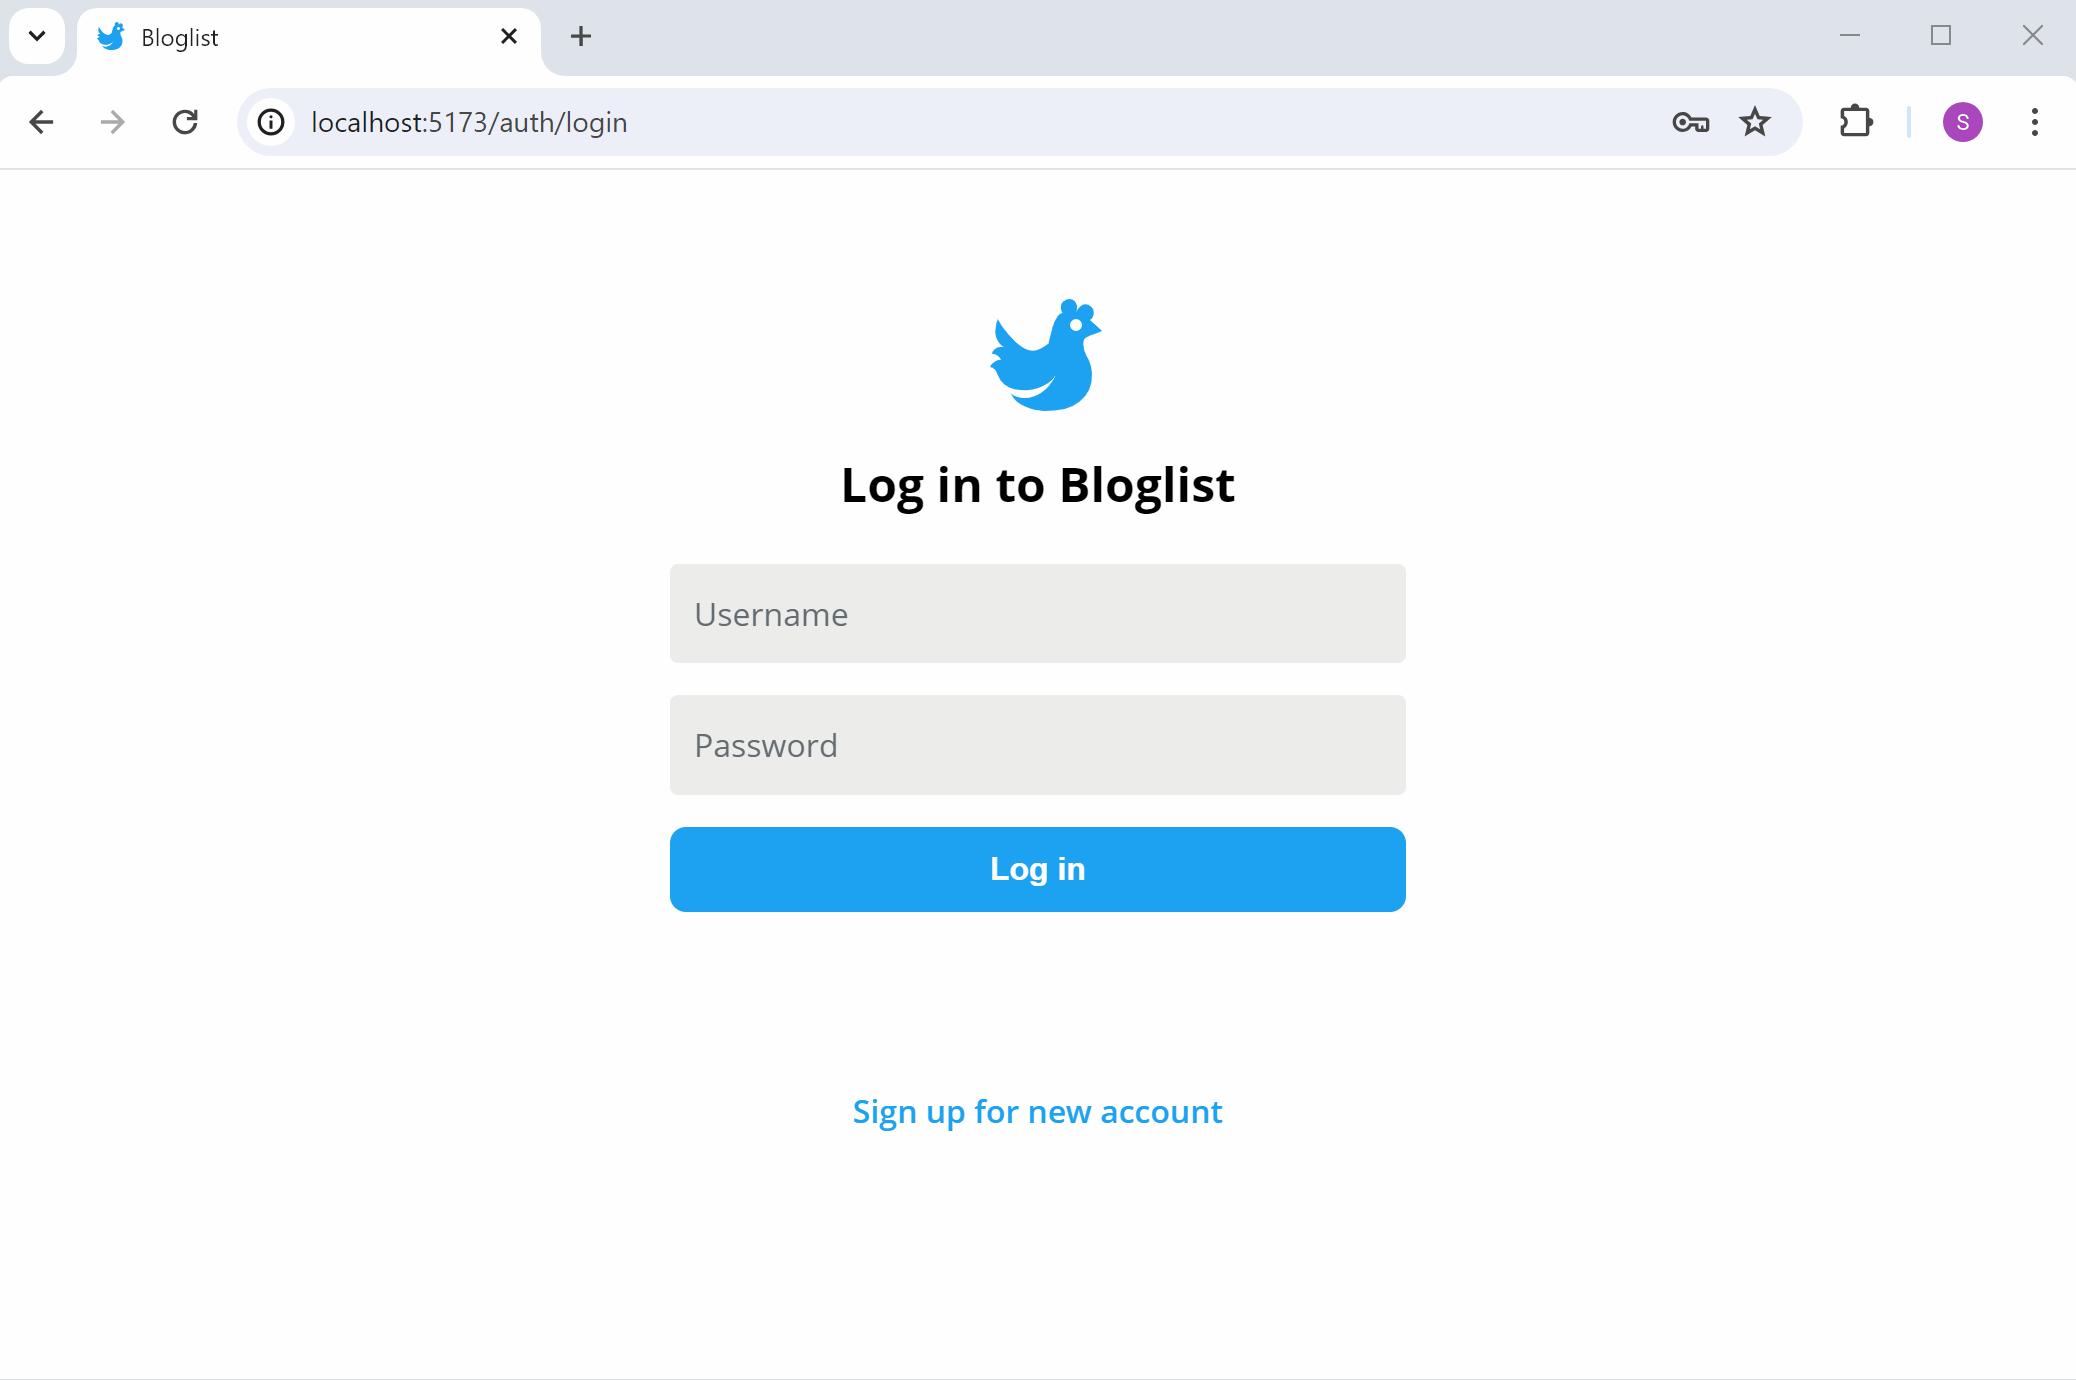 Bloglist
localhost:5173/auth/login
S
Log in to Bloglist
Username
Password
Log in
Sign up for new account